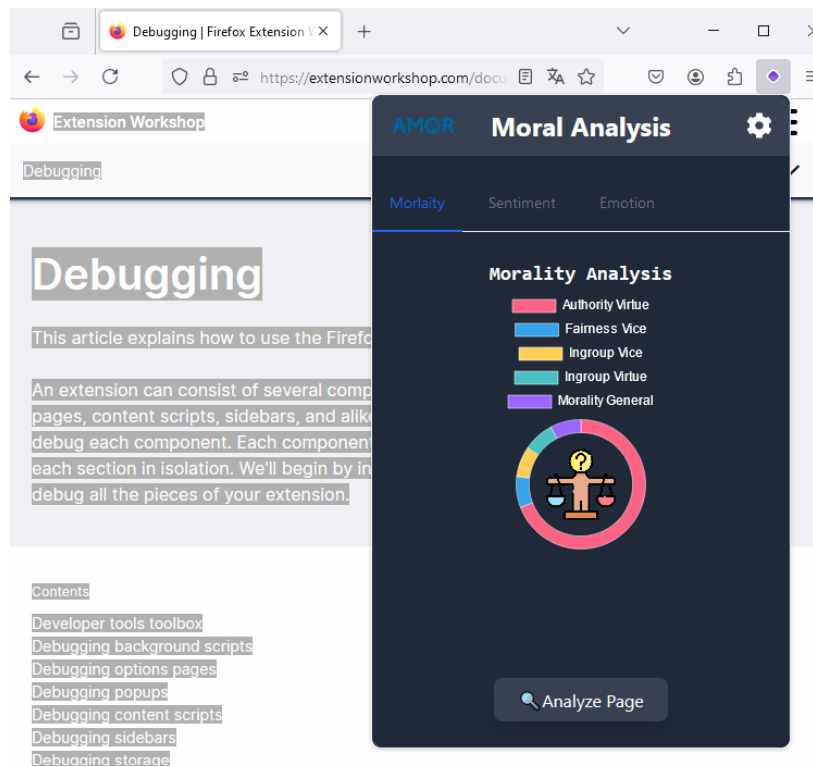 Debugging | Firefox Extension W
https://extensionworkshop.com/docu
Extension Workshop
Debugging
Debugging
This article explains how to use the Firefo
An extension can consist of several comp
pages, content scripts, sidebars, and alike
debug each component. Each component
each section in isolation. We'll begin by in
debug all the pieces of your extension.
Contents
Developer tools toolbox
Debugging background scripts
Debugging options pages
Debugging popups
Debugging content scripts
Debugging sidebars
Debugging storage
AMOR
Moral Analysis
Morlaity
Sentiment
Emotion
Morality Analysis
Authority Virtue
Fairness Vice
Ingroup Vice
Ingroup Virtue
Morality General
?
Analyze Page